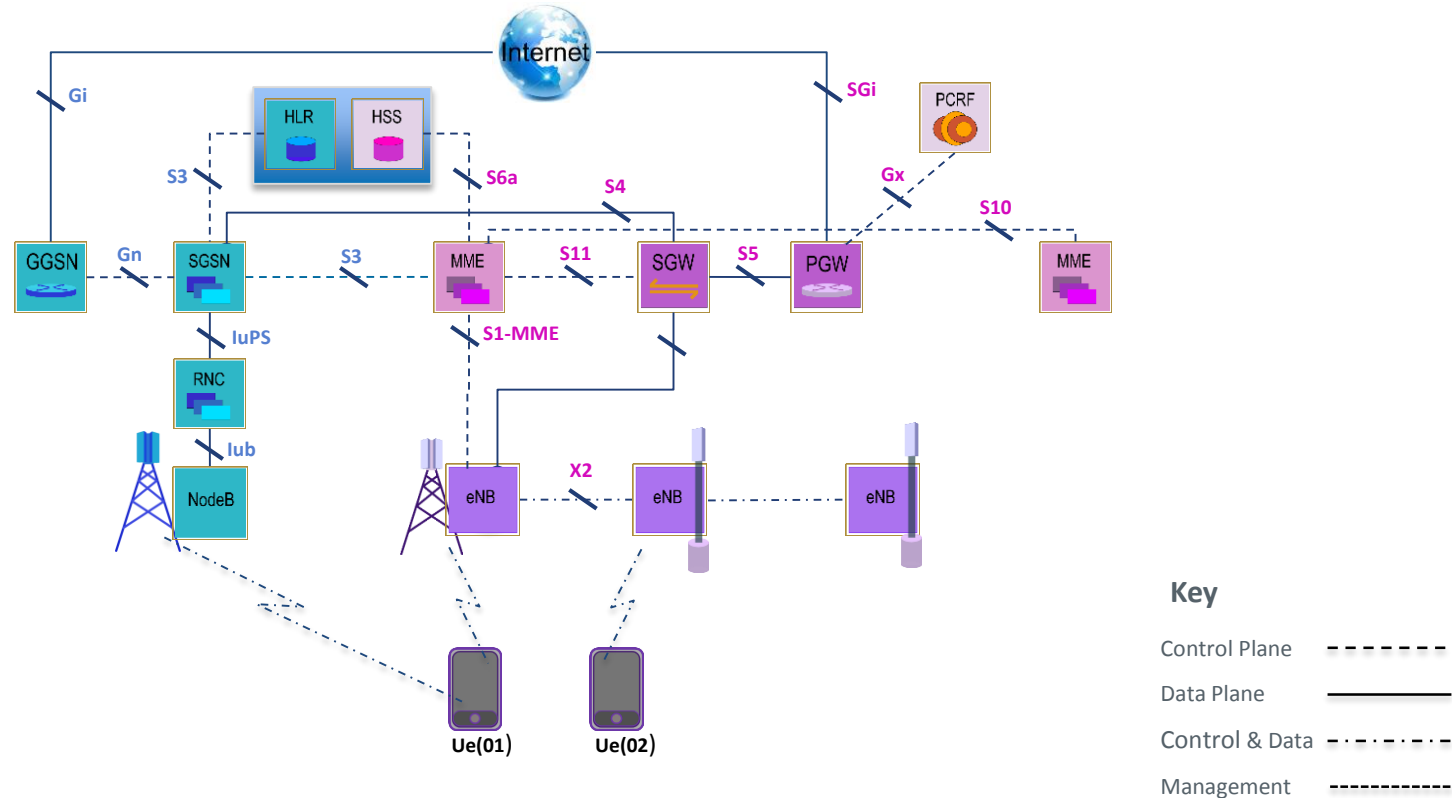 Internet
Gi
SGi
HLR
HSS
PCRF
S3
S6a
S4
Gx
S10
GGSN
Gn
SGSN
S3
MME
S11
SGW
S5
PGW
MME
IuPS
S1-MME
RNC
Iub
NodeB
eNB
X2
eNB
eNB
Ue(01)
Ue(02)
Key
Control Plane
Data Plane
Control & Data
Management